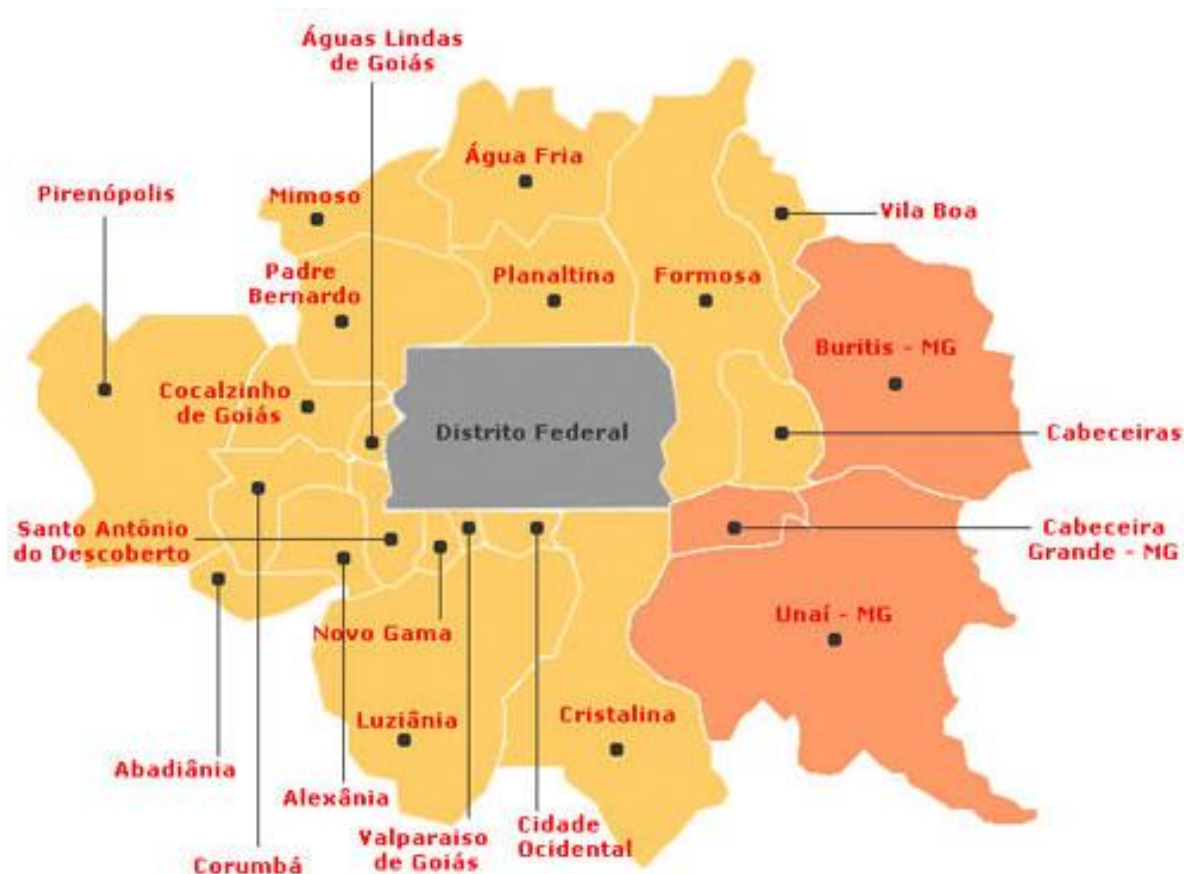 Águas Lindas
de Goiás
Água Fria
Pirenópolis
Mimoso
Vila Boa
Padre
Bernardo
Planaltina
Formosa
Buritis - MG
Cocalzinho
de Goiás
Distrito Federal
Cabeceiras
Santo Antônio
do Descoberto
Cabeceira
Grande - MG
Novo Gama
Unaí - MG
Luziânia
Cristalina
Abadiânia
Alexânia
Valparaiso
de Goiás
Cidade
Ocidental
Corumbá